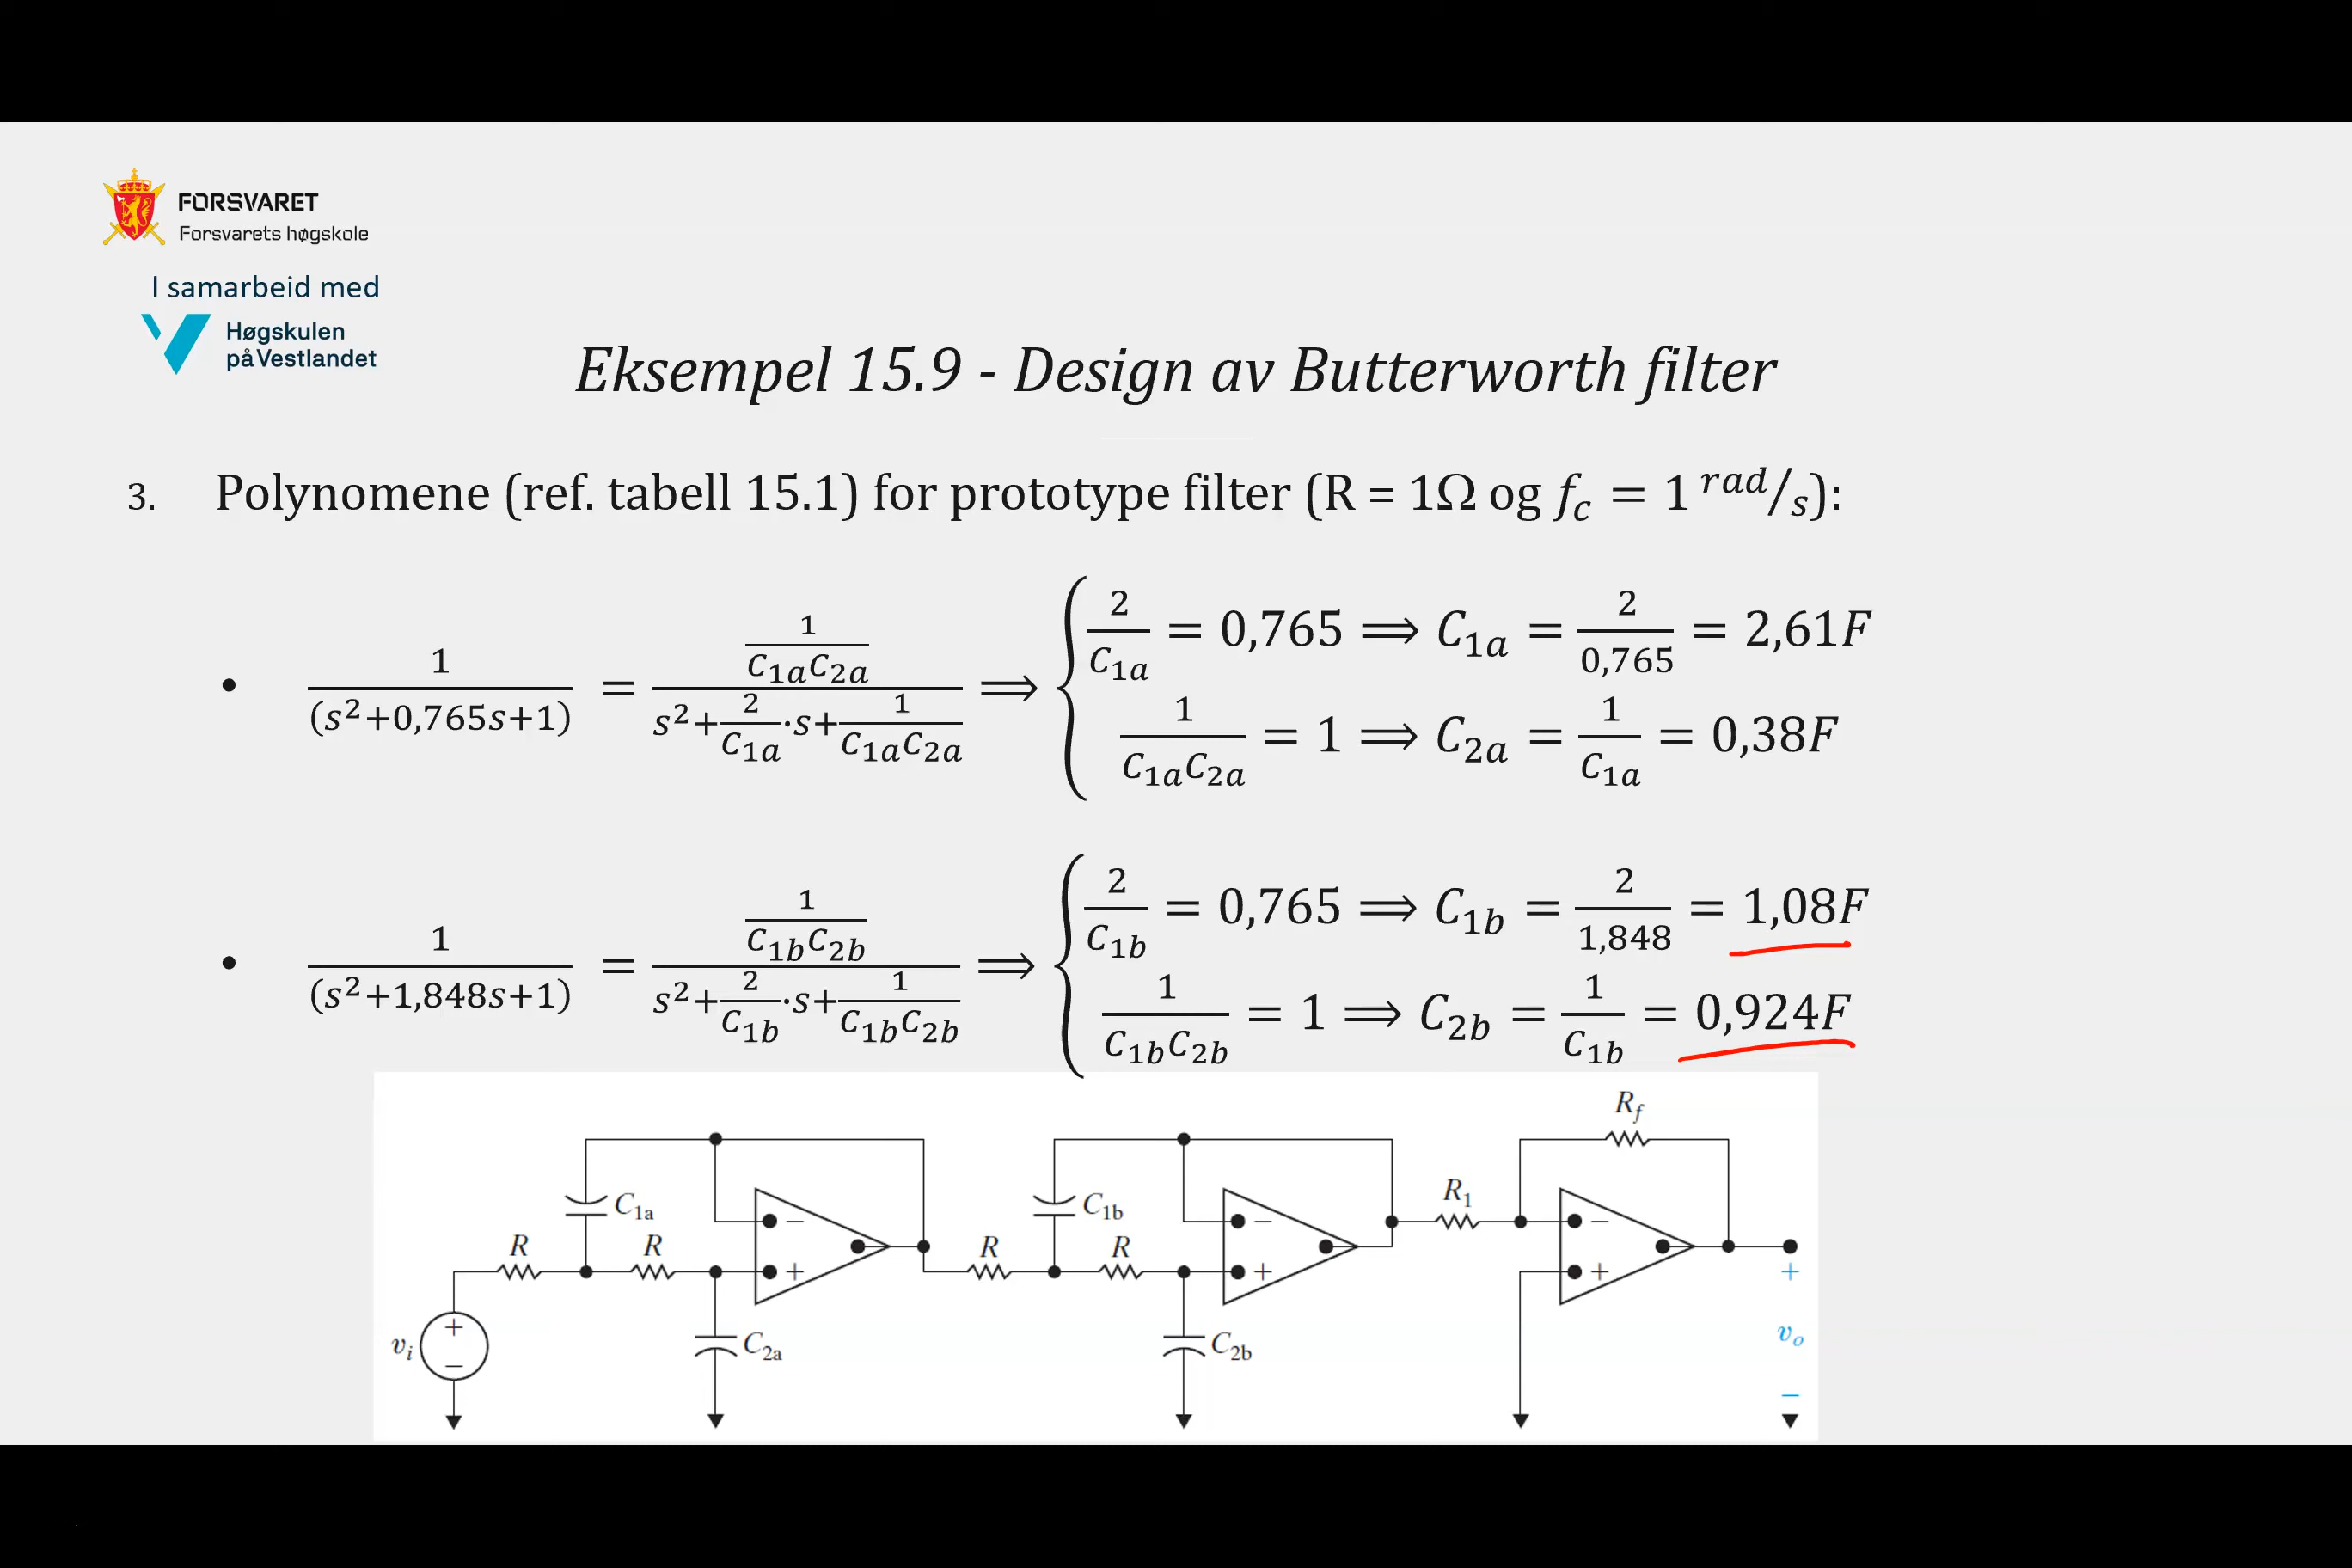 FORSVARET
Forsvarets høgskole
I samarbeid med
Høgskulen
på Vestlandet
Eksempel 15.9 - Design av Butterworth filter
3. Polynomene (ref. tabell 15.1) for prototype filter (R = 1Ω og f_c = 1 rad/s):
• 1/(s²+0,765s+1) = (1/(C_1a C_2a))/(s²+2/C_1a·s+1/(C_1a C_2a)) ⟹ { 2/C_1a = 0,765 ⟹ C_1a = 2/0,765 = 2,61F
1/(C_1a C_2a) = 1 ⟹ C_2a = 1/C_1a = 0,38F
• 1/(s²+1,848s+1) = (1/(C_1b C_2b))/(s²+2/C_1b·s+1/(C_1b C_2b)) ⟹ { 2/C_1b = 0,765 ⟹ C_1b = 2/1,848 = 1,08F
1/(C_1b C_2b) = 1 ⟹ C_2b = 1/C_1b = 0,924F
R_f
C_1a C_1b R_1
− − −
R R R R
+ + + +
+
v_i − C_2a C_2b v_o
−